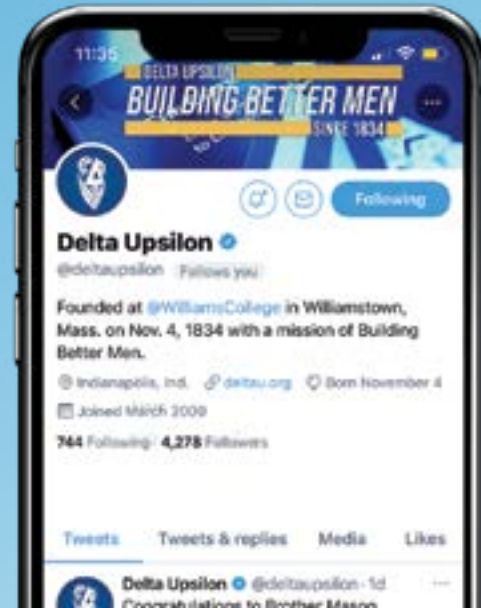 11:35
DELTA UPSILON
BUILDING BETTER MEN
SINCE 1834
Following
Delta Upsilon
@deltaupsilon Follows you
Founded at @WilliamsCollege in Williamstown,
Mass. on Nov. 4, 1834 with a mission of Building
Better Men.
Indianapolis, Ind. deltau.org Born November 4
Joined March 2009
744 Following 4,278 Followers
Tweets Tweets & replies Media Likes
Delta Upsilon @deltaupsilon · 1d
Congratulations to Brother Mason